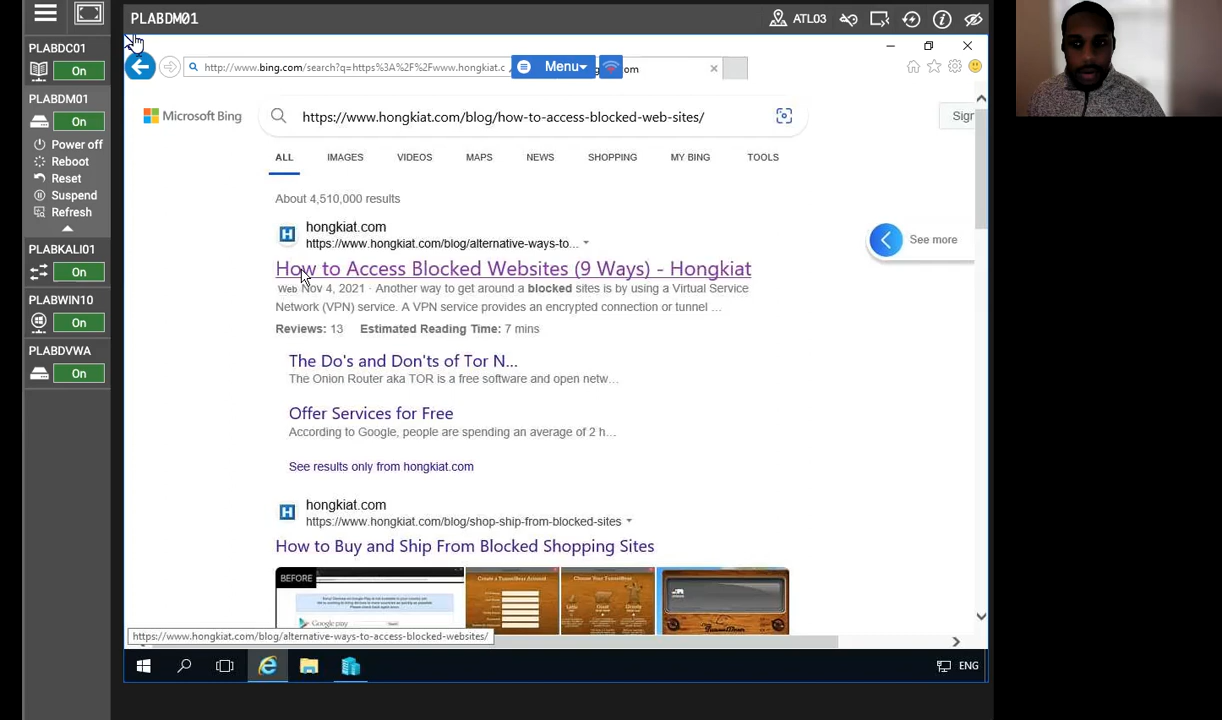 PLABDM01
ATL03
PLABDC01
On
PLABDM01
On
Power off
Reboot
Reset
Suspend
Refresh
PLABKALI01
On
PLABWIN10
On
PLABDVWA
On
http://www.bing.com/search?q=https%3A%2F%2Fwww.hongkiat.c
Menu
om
Microsoft Bing
https://www.hongkiat.com/blog/how-to-access-blocked-web-sites/
Sign
ALL IMAGES VIDEOS MAPS NEWS SHOPPING MY BING TOOLS
About 4,510,000 results
hongkiat.com
https://www.hongkiat.com/blog/alternative-ways-to...
See more
How to Access Blocked Websites (9 Ways) - Hongkiat
Web Nov 4, 2021 · Another way to get around a blocked sites is by using a Virtual Service
Network (VPN) service. A VPN service provides an encrypted connection or tunnel ...
Reviews: 13 Estimated Reading Time: 7 mins
The Do's and Don'ts of Tor N...
The Onion Router aka TOR is a free software and open netw...
Offer Services for Free
According to Google, people are spending an average of 2 h...
See results only from hongkiat.com
hongkiat.com
https://www.hongkiat.com/blog/shop-ship-from-blocked-sites
How to Buy and Ship From Blocked Shopping Sites
BEFORE
Google play
https://www.hongkiat.com/blog/alternative-ways-to-access-blocked-websites/
ENG